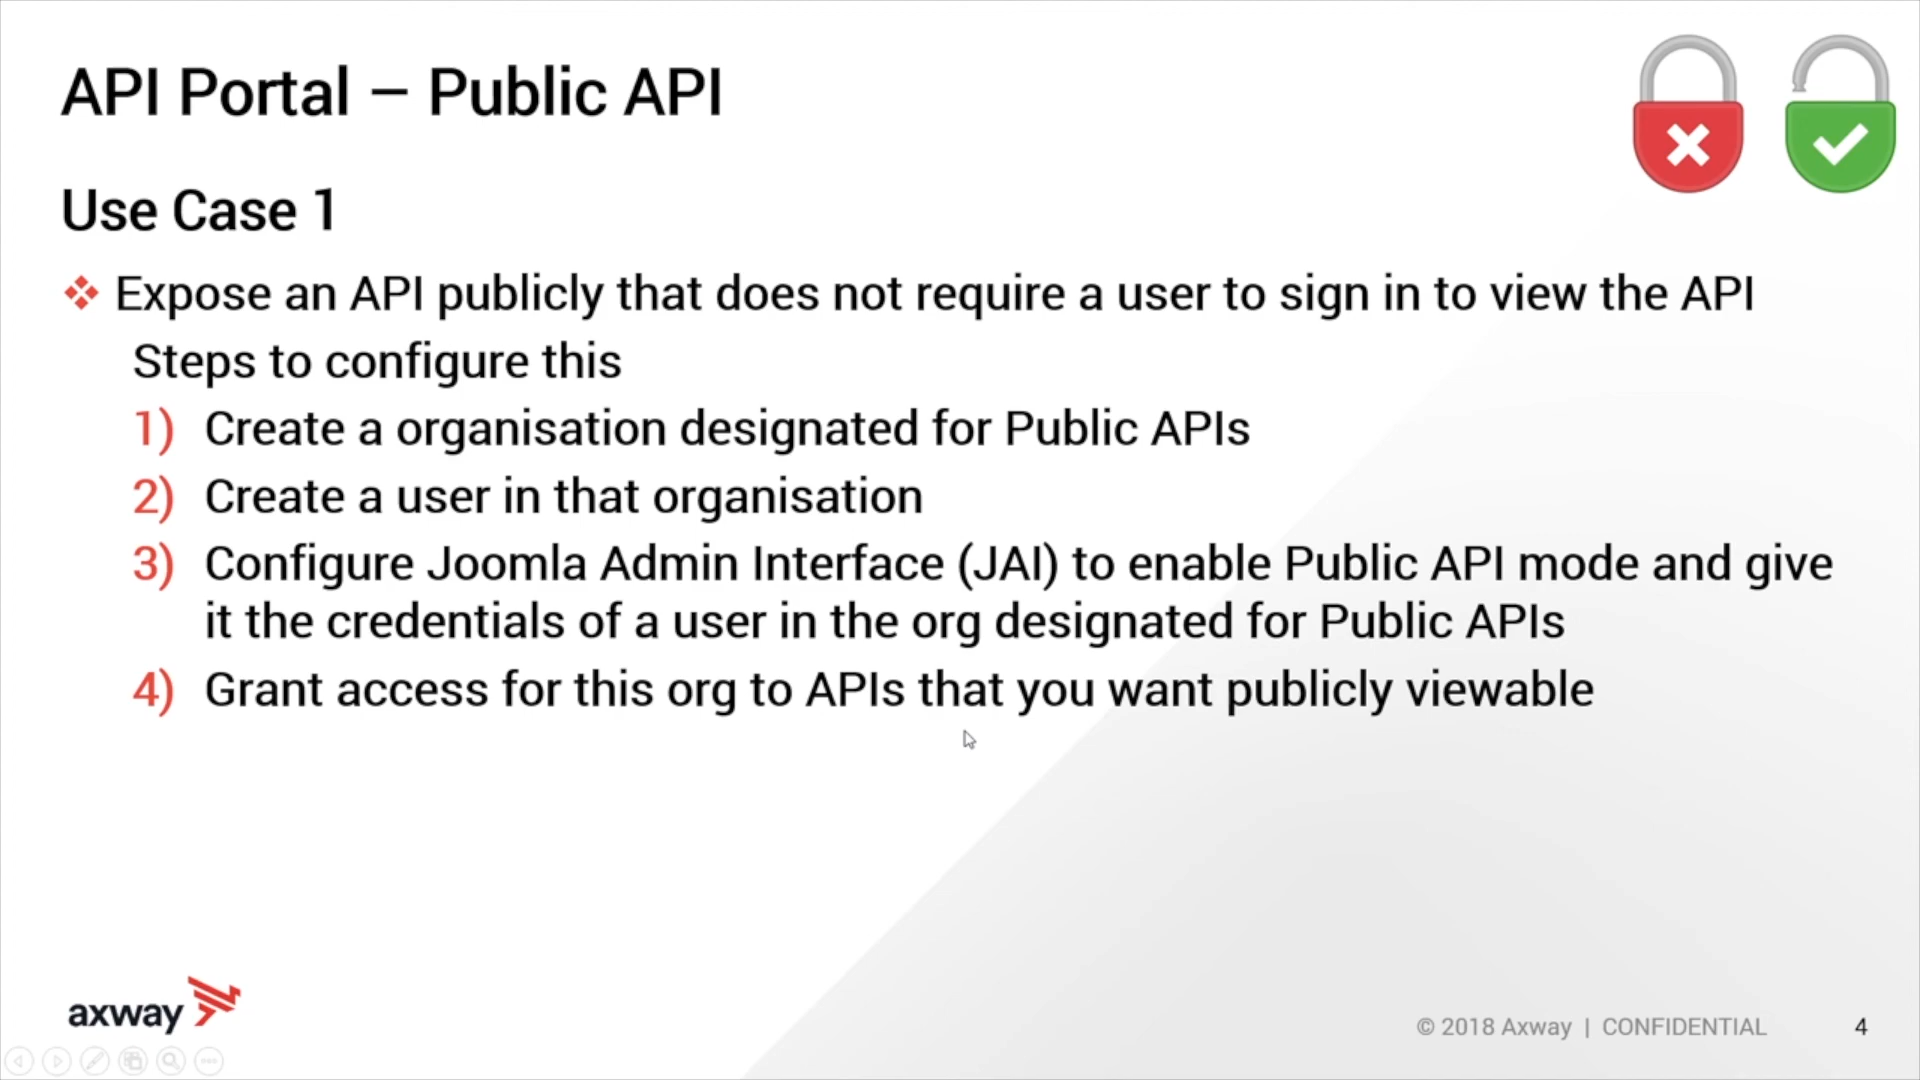 API Portal – Public API
Use Case 1
Expose an API publicly that does not require a user to sign in to view the API
Steps to configure this
1) Create a organisation designated for Public APIs
2) Create a user in that organisation
3) Configure Joomla Admin Interface (JAI) to enable Public API mode and give
it the credentials of a user in the org designated for Public APIs
4) Grant access for this org to APIs that you want publicly viewable
axway
© 2018 Axway | CONFIDENTIAL 4